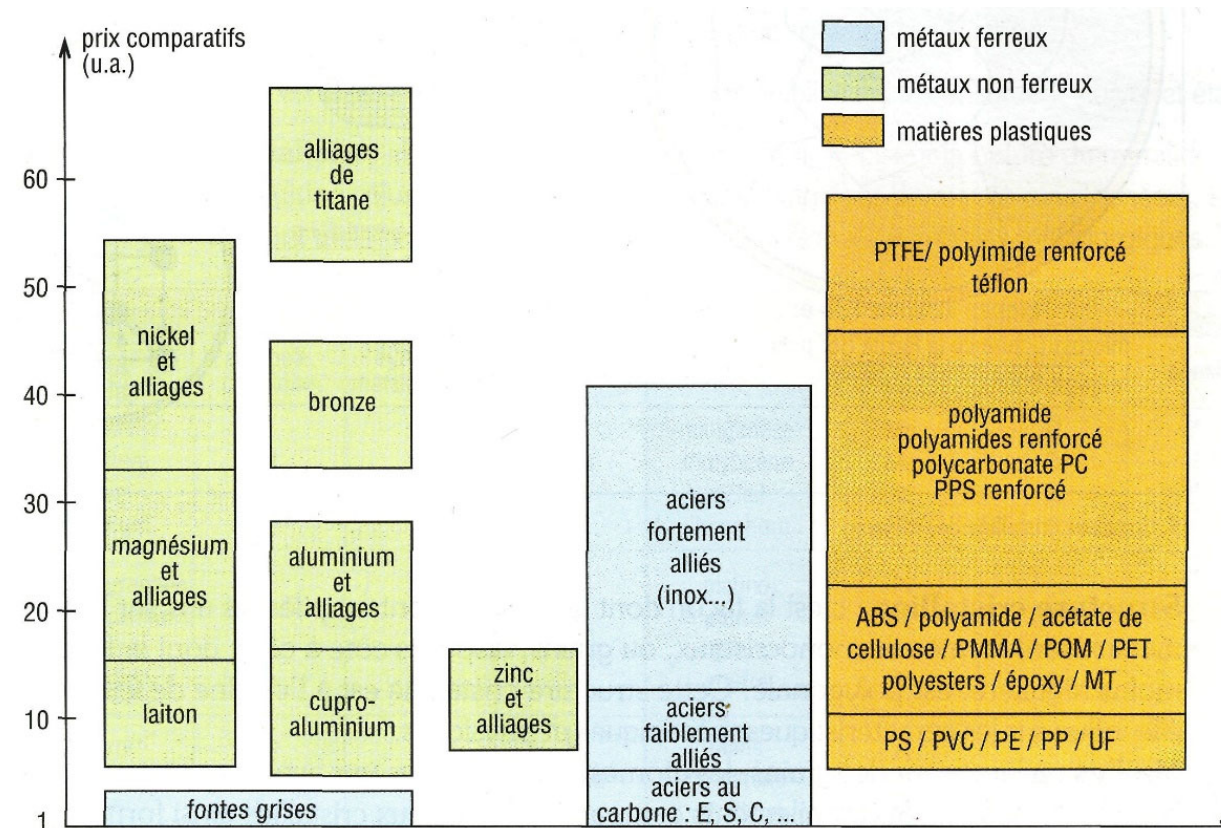 prix comparatifs
(u.a.)
métaux ferreux
métaux non ferreux
matières plastiques
60
50
40
30
20
10
1
alliages
de
titane
nickel
et
alliages
bronze
magnésium
et
alliages
aluminium
et
alliages
laiton
cupro-
aluminium
zinc
et
alliages
fontes grises
aciers
fortement
alliés
(inox...)
aciers
faiblement
alliés
aciers au
carbone : E, S, C, ...
PTFE/ polyimide renforcé
téflon
polyamide
polyamides renforcé
polycarbonate PC
PPS renforcé
ABS / polyamide / acétate de
cellulose / PMMA / POM / PET
polyesters / époxy / MT
PS / PVC / PE / PP / UF